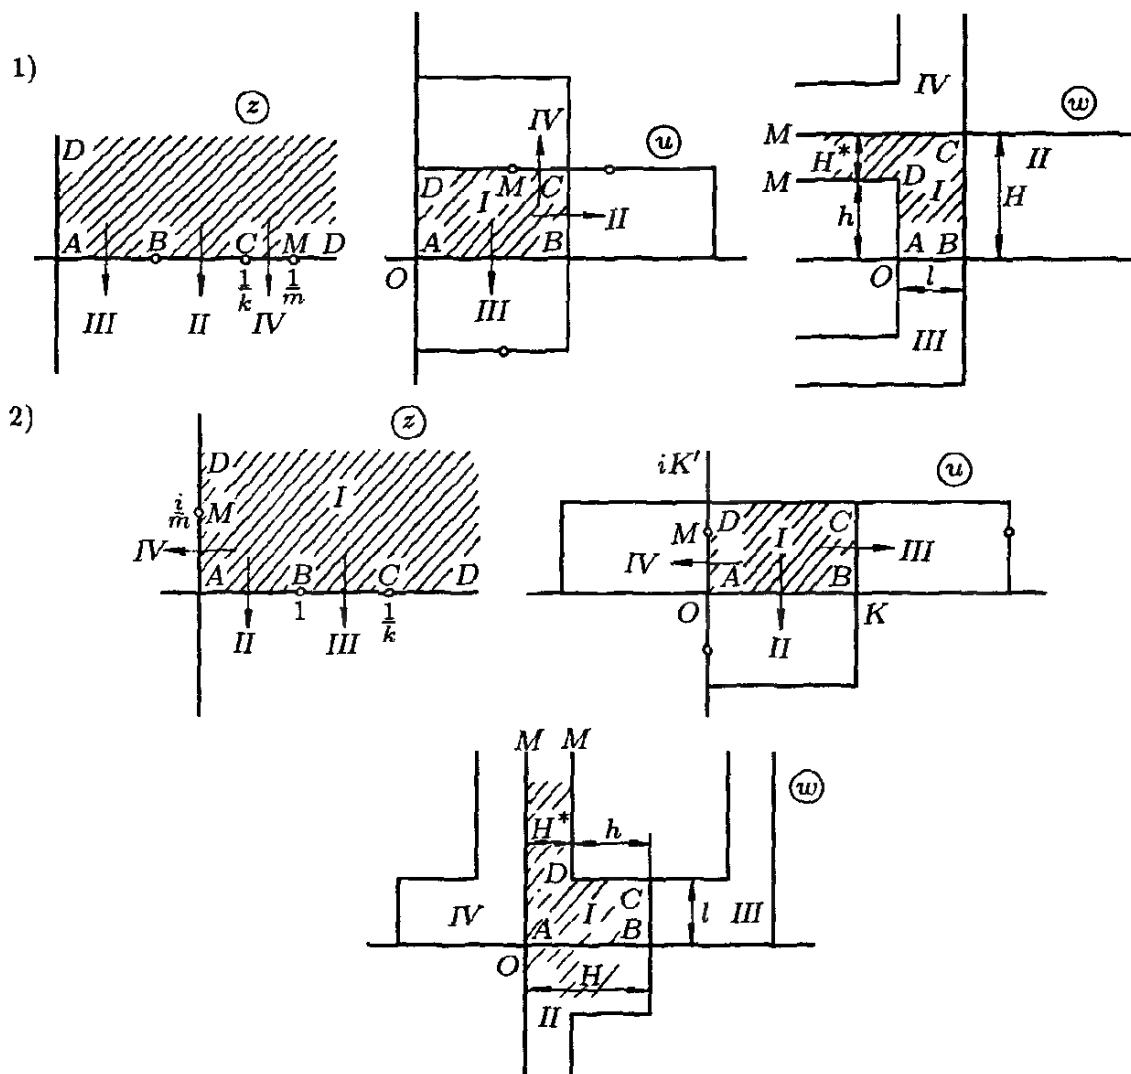 1)
z
D
A B C M D
1/k 1/m
III II IV
u
IV
D I M C
II
A B
O
III
w
IV
M C II
H* I H
M D
h
A B
O l
III
2)
z
D
i/m M I
IV
A B C D
1 1/k
II III
iK′ u
M D I C
IV III
A B
O K
II
M M
w
H* h
D
IV I C l III
A B
O
H
II